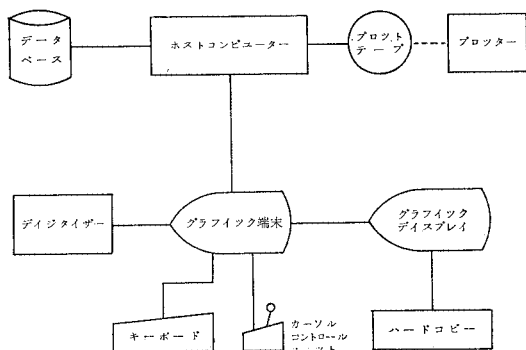 データ
ベース
ホストコンピューター
プロット
テープ
プロッター
ディジタイザー
グラフィック端末
グラフィック
ディスプレイ
キーボード
カーソル
コントロール
ハードコピー